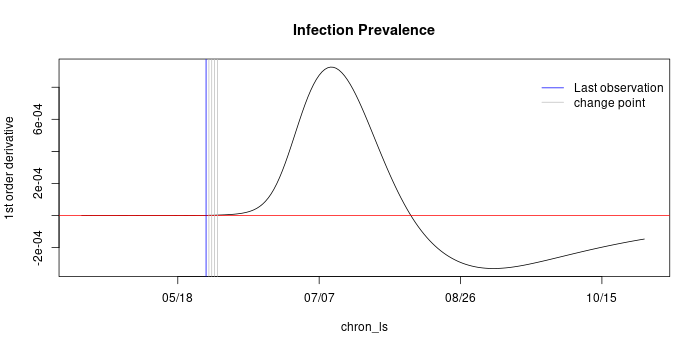 Infection Prevalence
1st order derivative
6e-04
2e-04
-2e-04
Last observation
change point
05/18
07/07
08/26
10/15
chron_ls